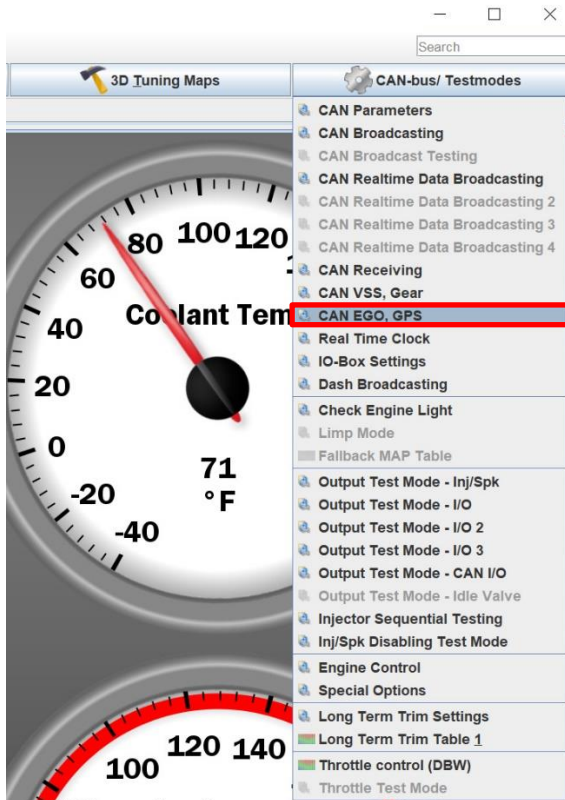 Search
3D Tuning Maps
CAN-bus/ Testmodes
CAN Parameters
CAN Broadcasting
CAN Broadcast Testing
CAN Realtime Data Broadcasting
CAN Realtime Data Broadcasting 2
CAN Realtime Data Broadcasting 3
CAN Realtime Data Broadcasting 4
CAN Receiving
CAN VSS, Gear
CAN EGO, GPS
Real Time Clock
IO-Box Settings
Dash Broadcasting
Check Engine Light
Limp Mode
Fallback MAP Table
Output Test Mode - Inj/Spk
Output Test Mode - I/O
Output Test Mode - I/O 2
Output Test Mode - I/O 3
Output Test Mode - CAN I/O
Output Test Mode - Idle Valve
Injector Sequential Testing
Inj/Spk Disabling Test Mode
Engine Control
Special Options
Long Term Trim Settings
Long Term Trim Table 1
Throttle control (DBW)
Throttle Test Mode
-40
-20
0
20
40
60
80
100
120
Coolant Tem
71
°F
100
120
140